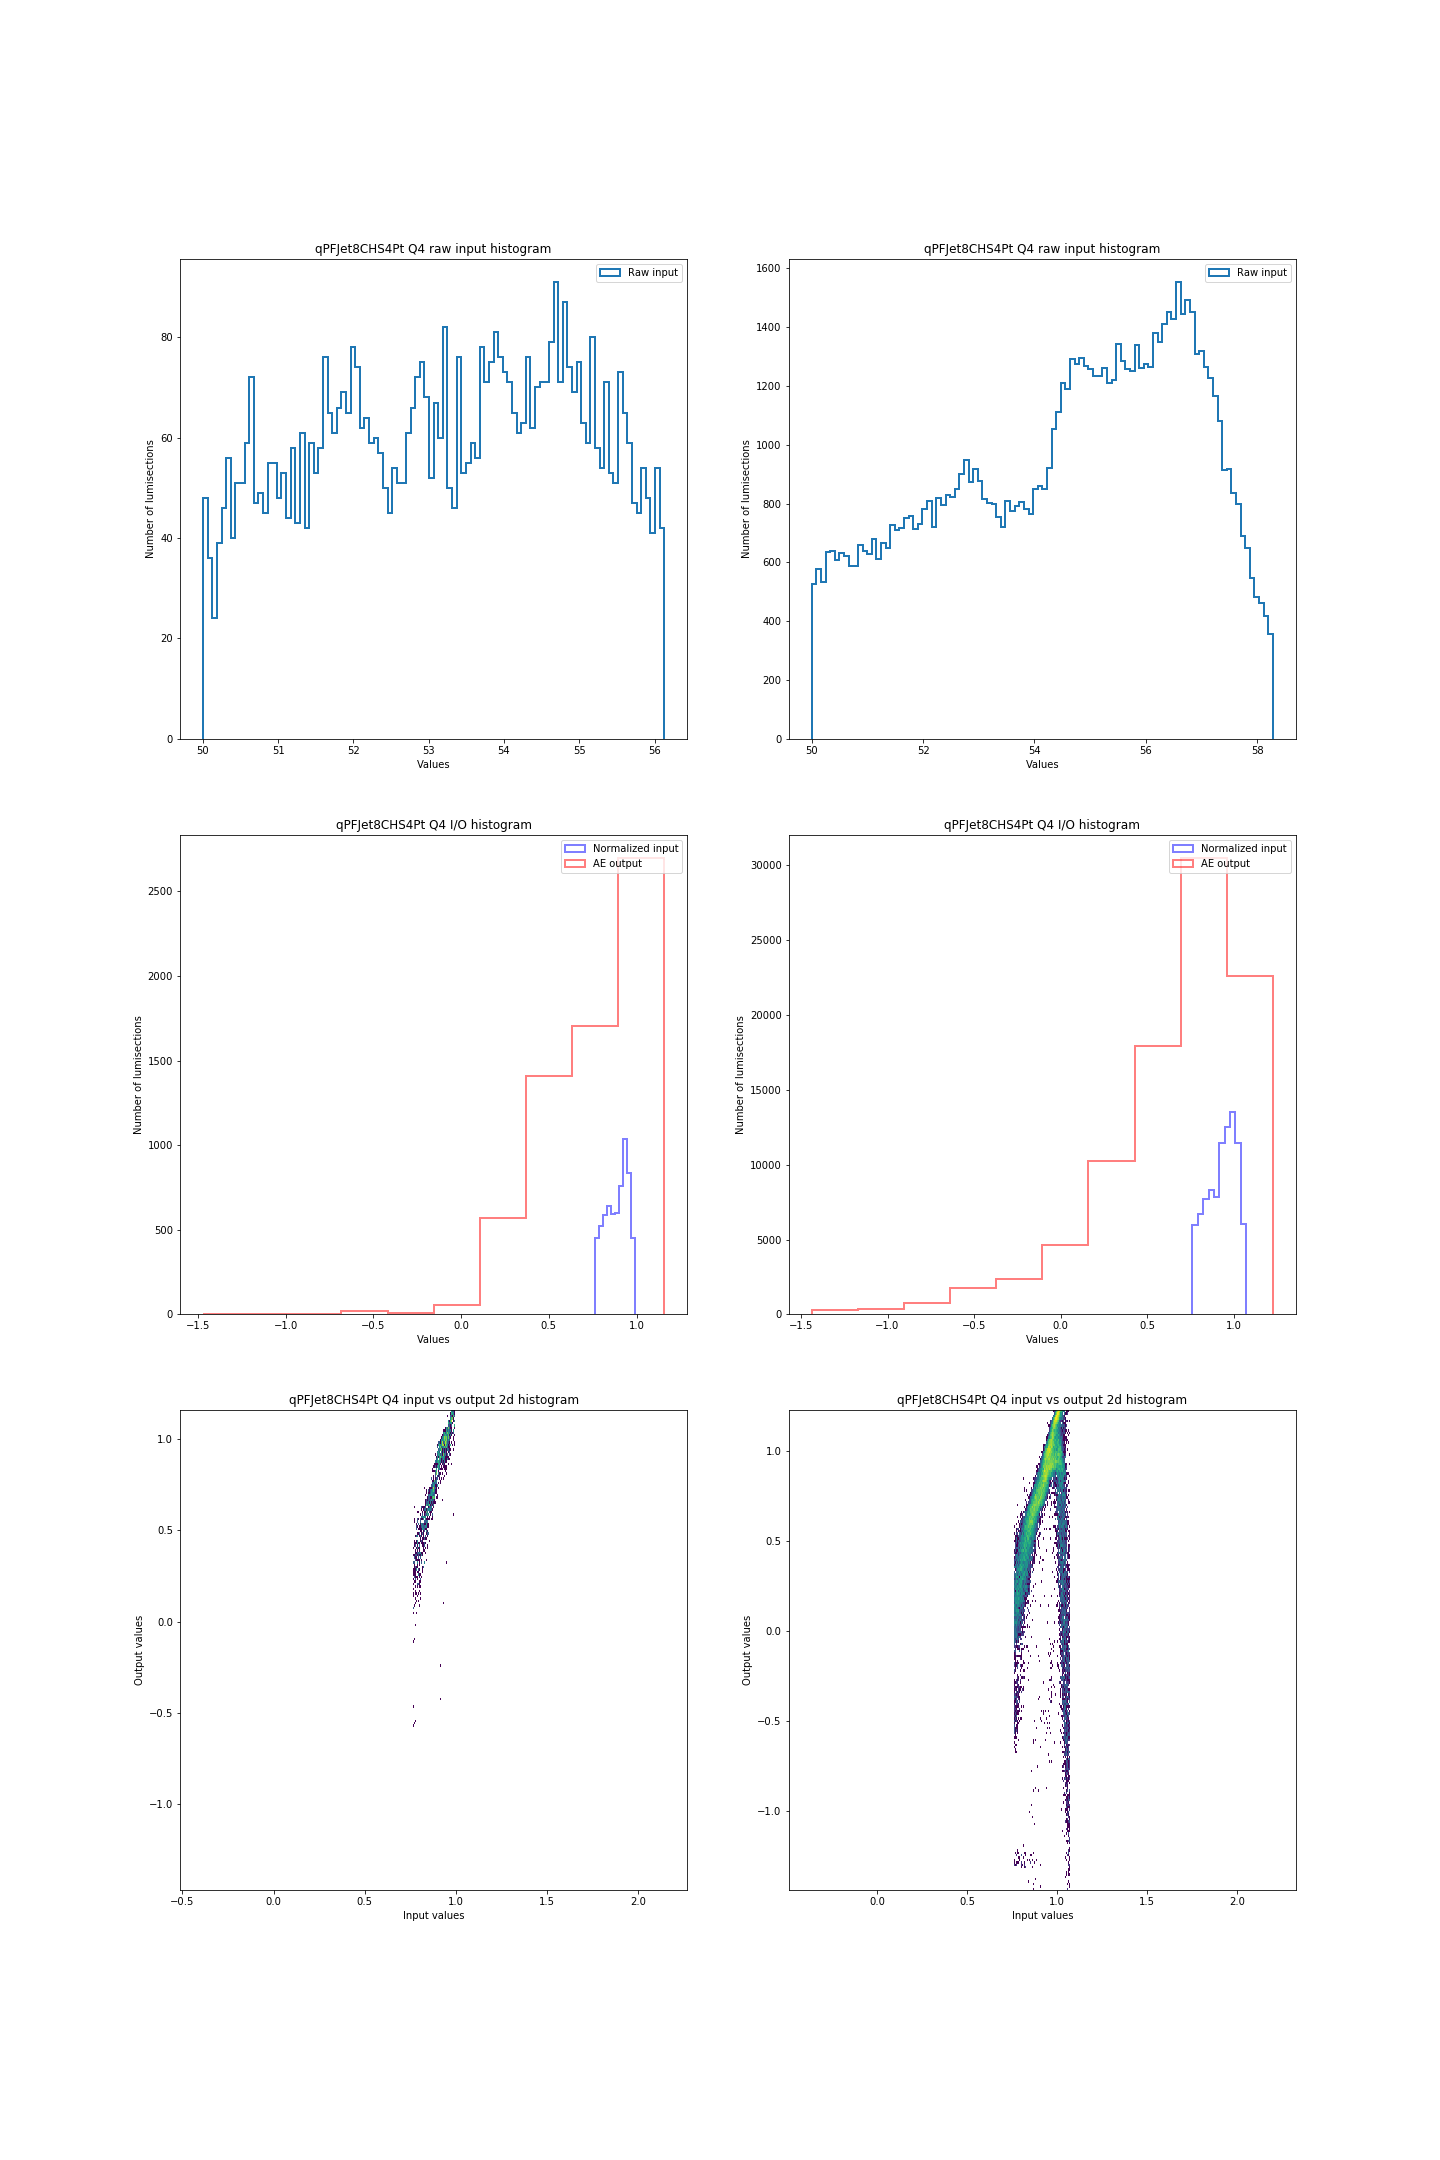 qPFJet8CHS4Pt Q4 raw input histogram
Raw input
Number of lumisections
80
60
40
20
0
50 51 52 53 54 55 56
Values
qPFJet8CHS4Pt Q4 raw input histogram
Raw input
Number of lumisections
1600
1400
1200
1000
800
600
400
200
0
50 52 54 56 58
Values
qPFJet8CHS4Pt Q4 I/O histogram
Normalized input
AE output
Number of lumisections
2500
2000
1500
1000
500
0
−1.5 −1.0 −0.5 0.0 0.5 1.0
Values
qPFJet8CHS4Pt Q4 I/O histogram
Normalized input
AE output
Number of lumisections
30000
25000
20000
15000
10000
5000
0
−1.5 −1.0 −0.5 0.0 0.5 1.0
Values
qPFJet8CHS4Pt Q4 input vs output 2d histogram
Output values
1.0
0.5
0.0
−0.5
−1.0
−0.5 0.0 0.5 1.0 1.5 2.0
Input values
qPFJet8CHS4Pt Q4 input vs output 2d histogram
Output values
1.0
0.5
0.0
−0.5
−1.0
0.0 0.5 1.0 1.5 2.0
Input values